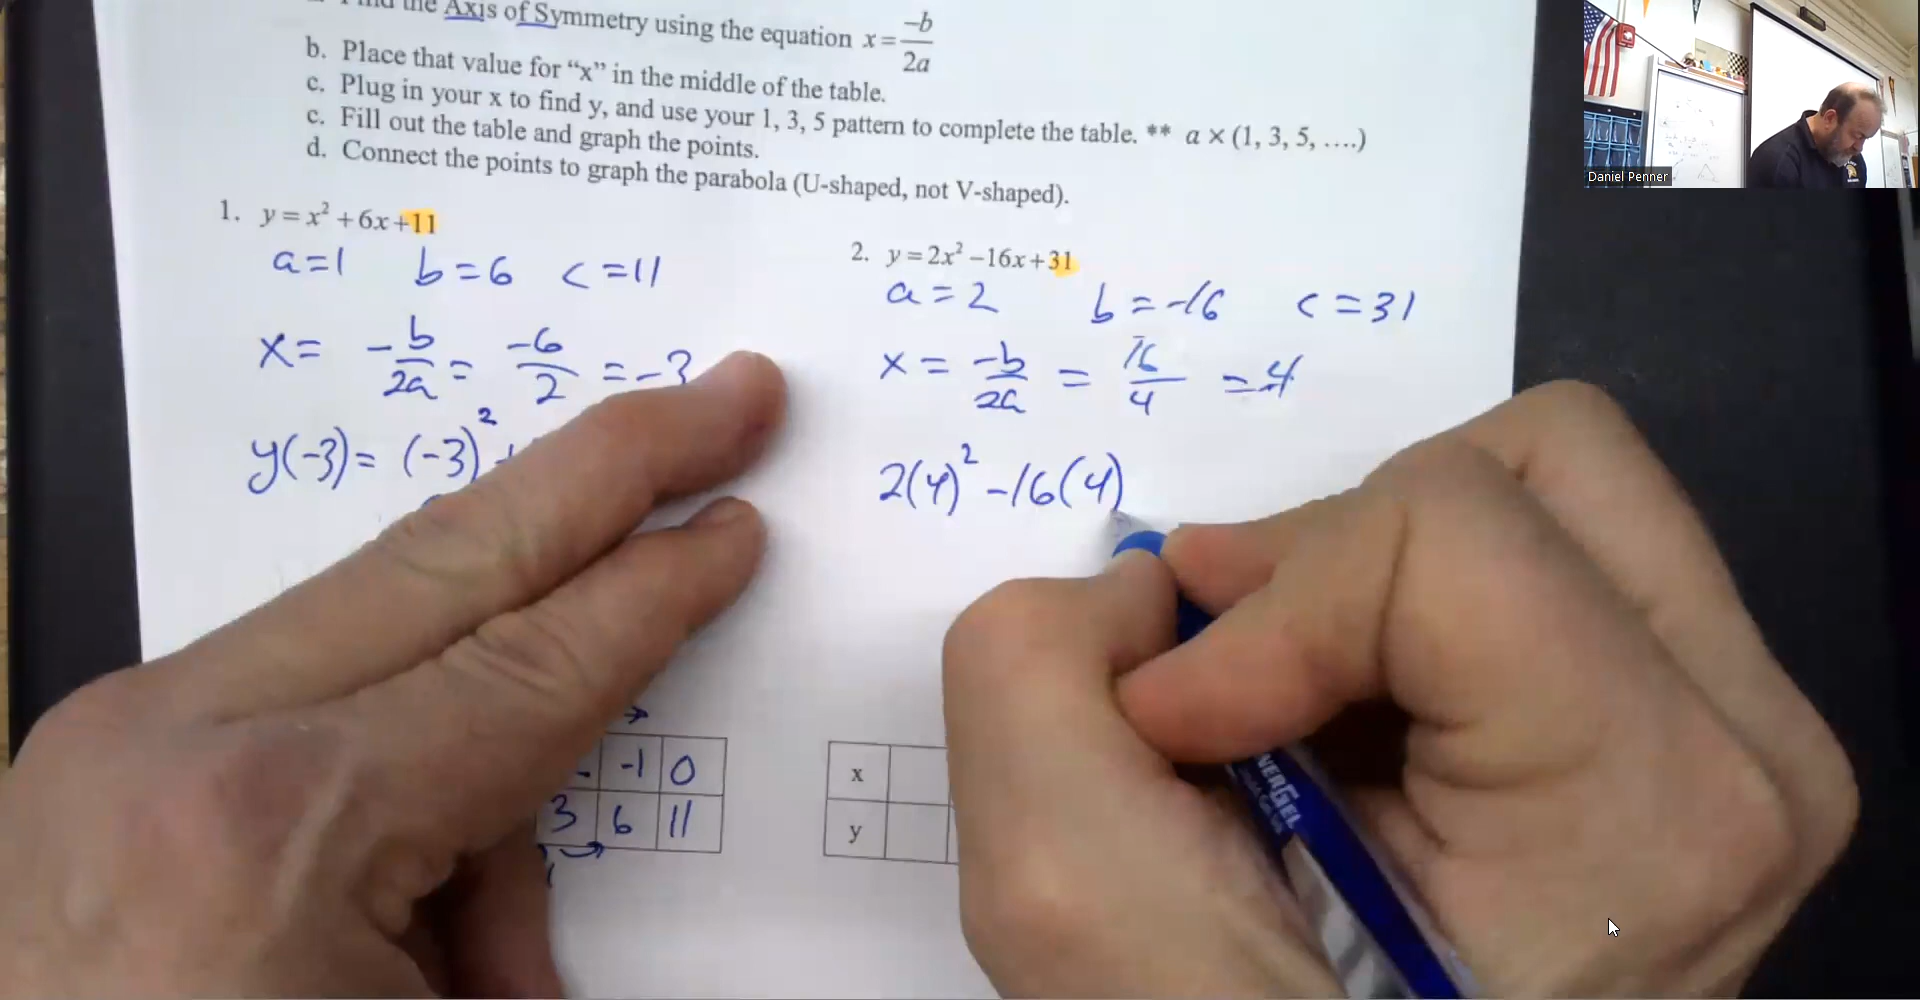 the Axis of Symmetry using the equation x = -b/2a
b. Place that value for “x” in the middle of the table.
c. Plug in your x to find y, and use your 1, 3, 5 pattern to complete the table. ** a × (1, 3, 5, ….)
c. Fill out the table and graph the points.
d. Connect the points to graph the parabola (U-shaped, not V-shaped).
1. y = x² + 6x + 11
a = 1 b = 6 c = 11
x = -b/2a = -6/2 = -3
y(-3) = (-3)² +
-1 0
3 6 11
2. y = 2x² – 16x + 31
a = 2 b = -16 c = 31
x = -b/2a = 16/4 = 4
2(4)² - 16(4)
x
y
Daniel Penner